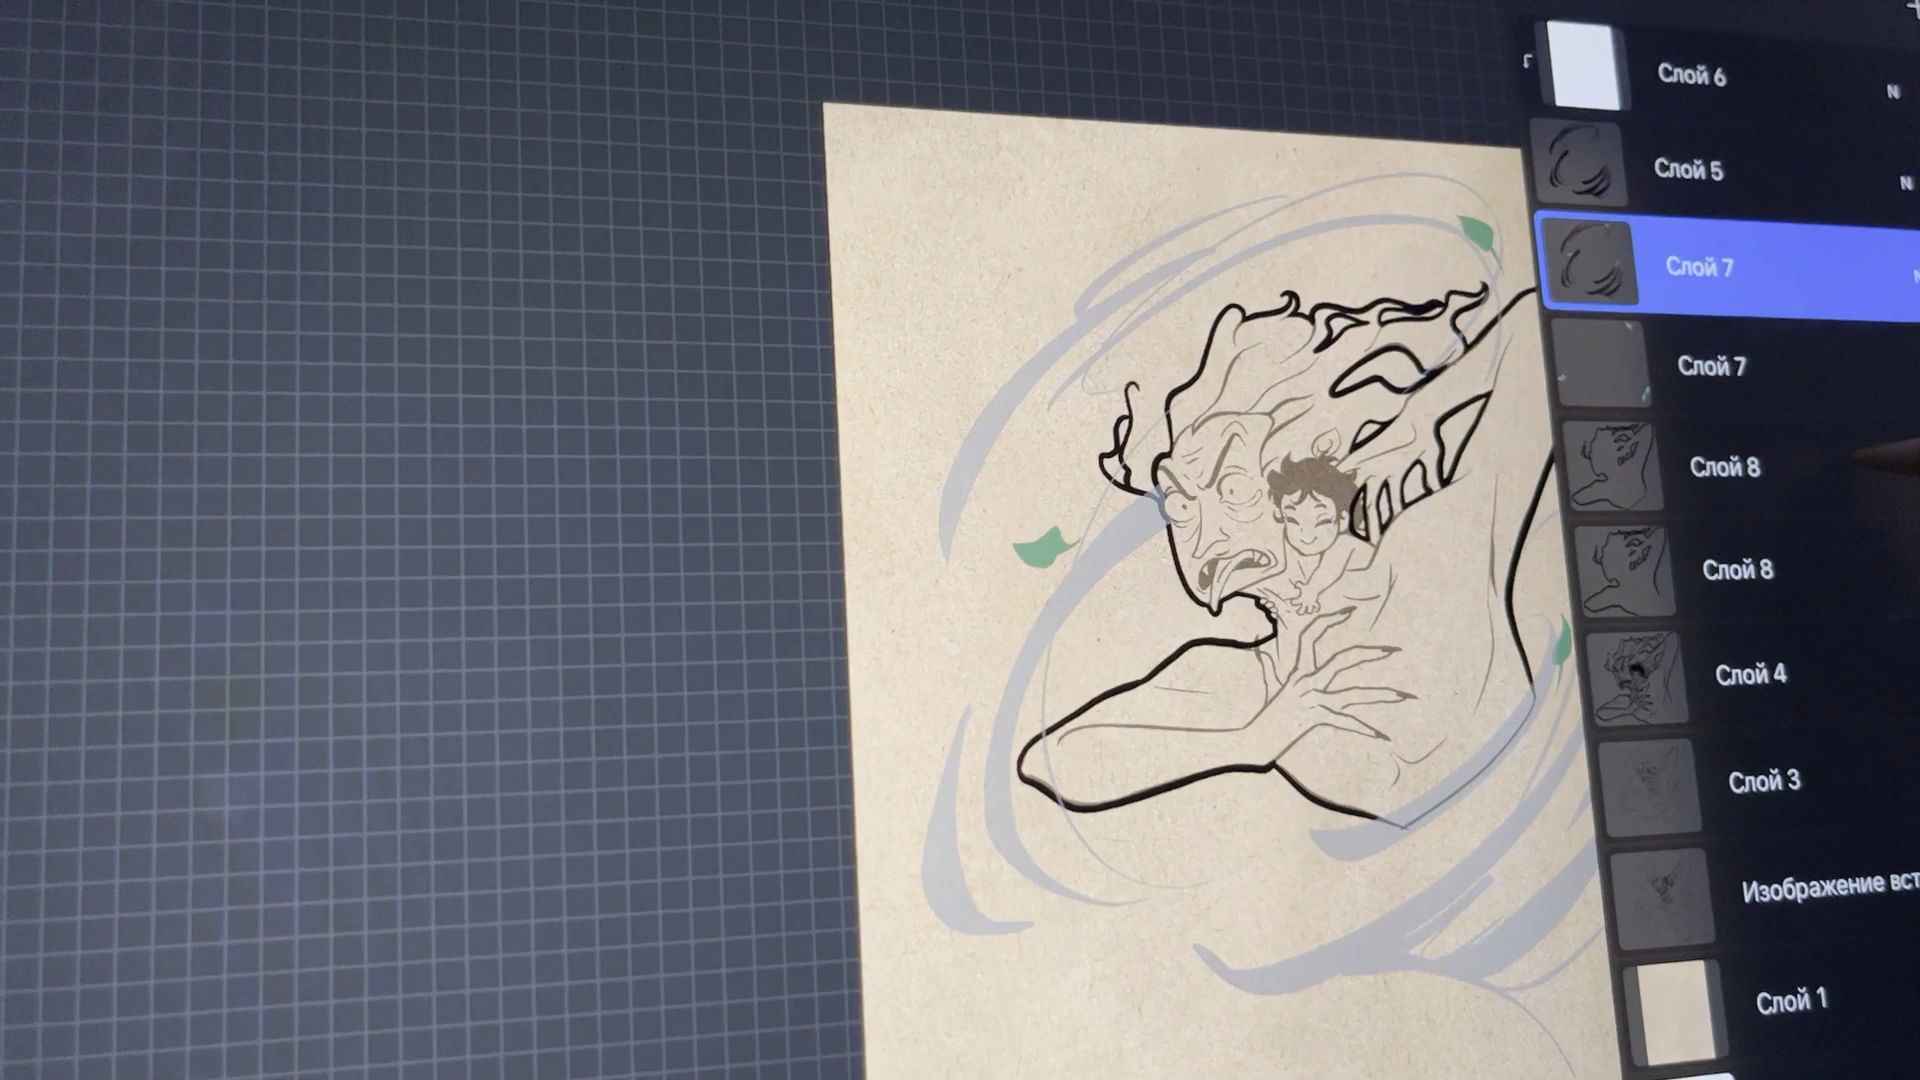 Слой 6
N
Слой 5
N
Слой 7
N
Слой 7
Слой 8
Слой 8
Слой 4
Слой 3
Изображение вст
Слой 1